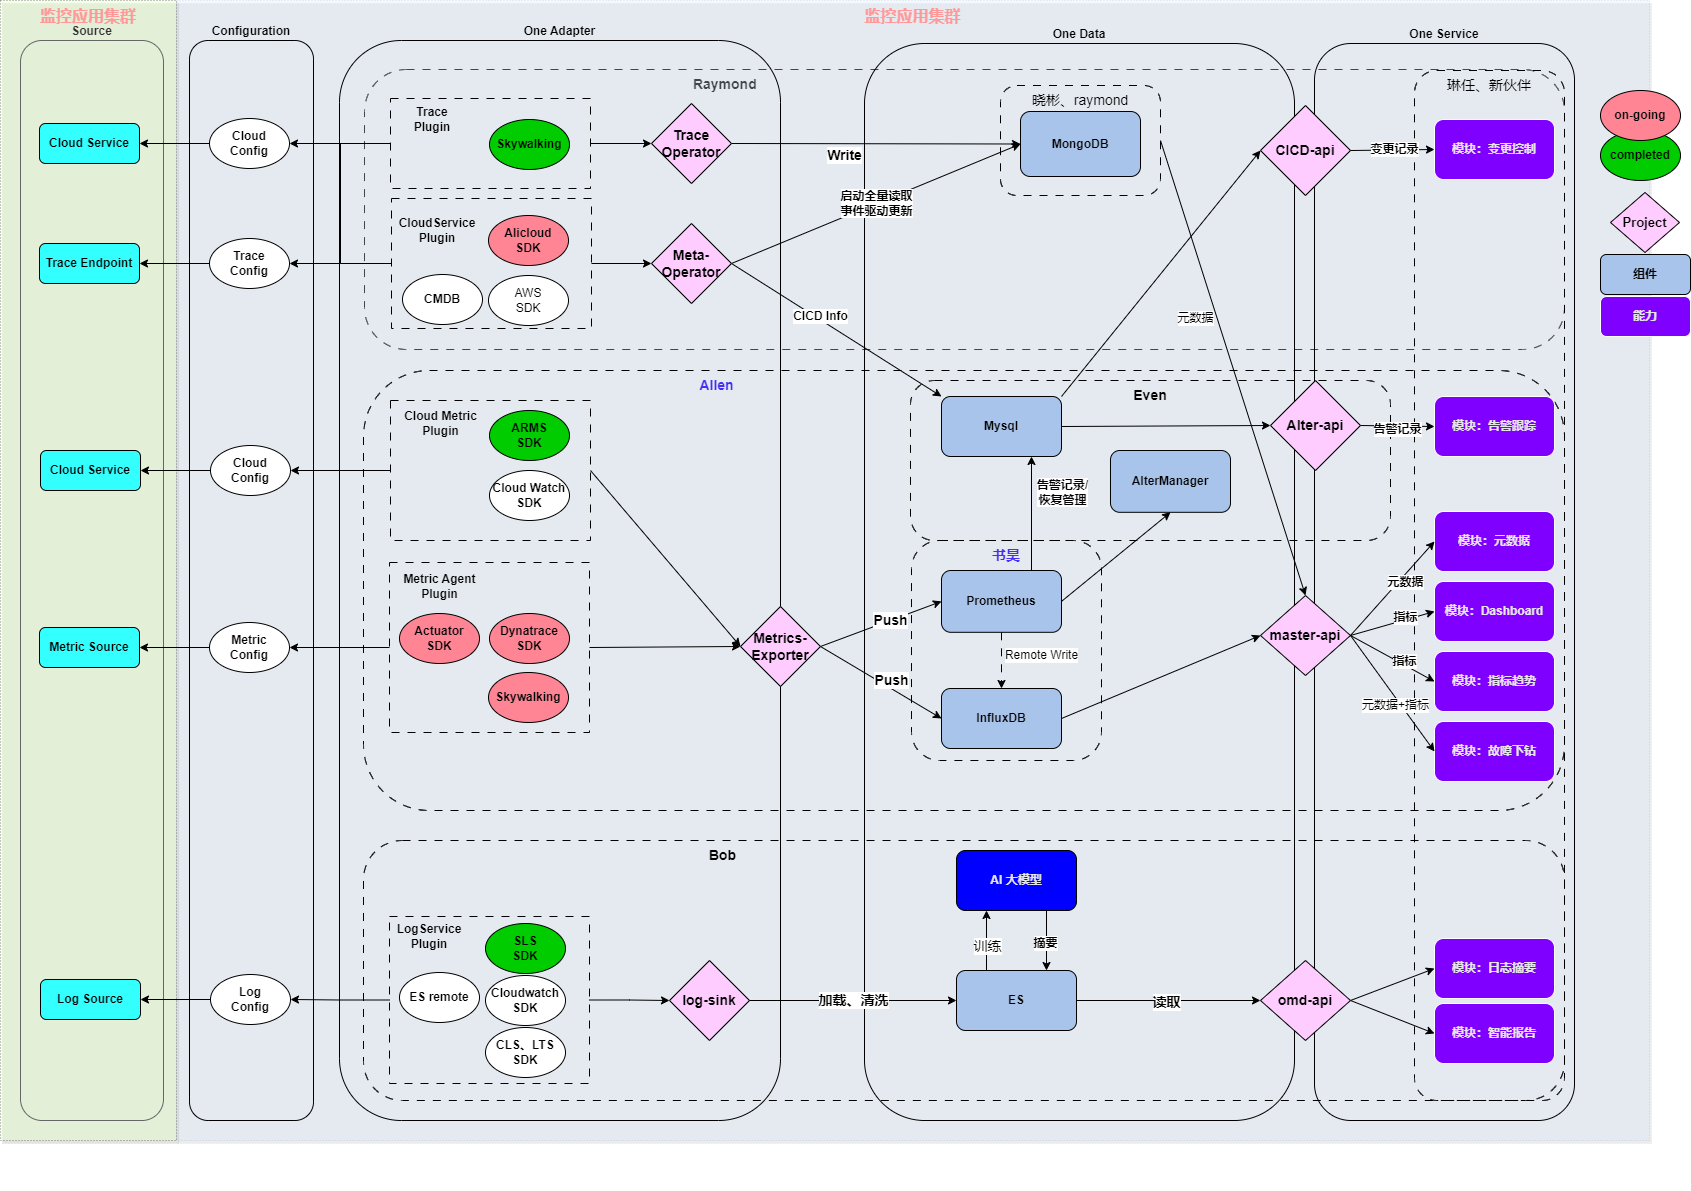 监控应用集群
监控应用集群
Source
Configuration
One Adapter
One Data
One Service
Raymond
琳任、新伙伴
Trace
Plugin
Skywalking
Trace
Operator
晓彬、raymond
MongoDB
CICD-api
变更记录
模块：变更控制
on-going
completed
Project
组件
能力
Cloud Service
Cloud
Config
Write
启动全量读取
事件驱动更新
CloudService
Plugin
Alicloud
SDK
CMDB
AWS
SDK
Meta-
Operator
Trace Endpoint
Trace
Config
CICD Info
元数据
Allen
Cloud Metric
Plugin
ARMS
SDK
Cloud Watch
SDK
Cloud Service
Cloud
Config
Even
Mysql
Alter-api
告警记录
模块：告警跟踪
告警记录/
恢复管理
AlterManager
书昊
Metric Agent
Plugin
Actuator
SDK
Dynatrace
SDK
Skywalking
Metric Source
Metric
Config
Metrics-
Exporter
Push
Push
Prometheus
Remote Write
InfluxDB
master-api
元数据
指标
指标
元数据+指标
模块：元数据
模块：Dashboard
模块：指标趋势
模块：故障下钻
Bob
AI 大模型
训练
摘要
LogService
Plugin
SLS
SDK
ES remote
Cloudwatch
SDK
CLS、LTS
SDK
Log Source
Log
Config
log-sink
加载、清洗
ES
读取
omd-api
模块：日志摘要
模块：智能报告